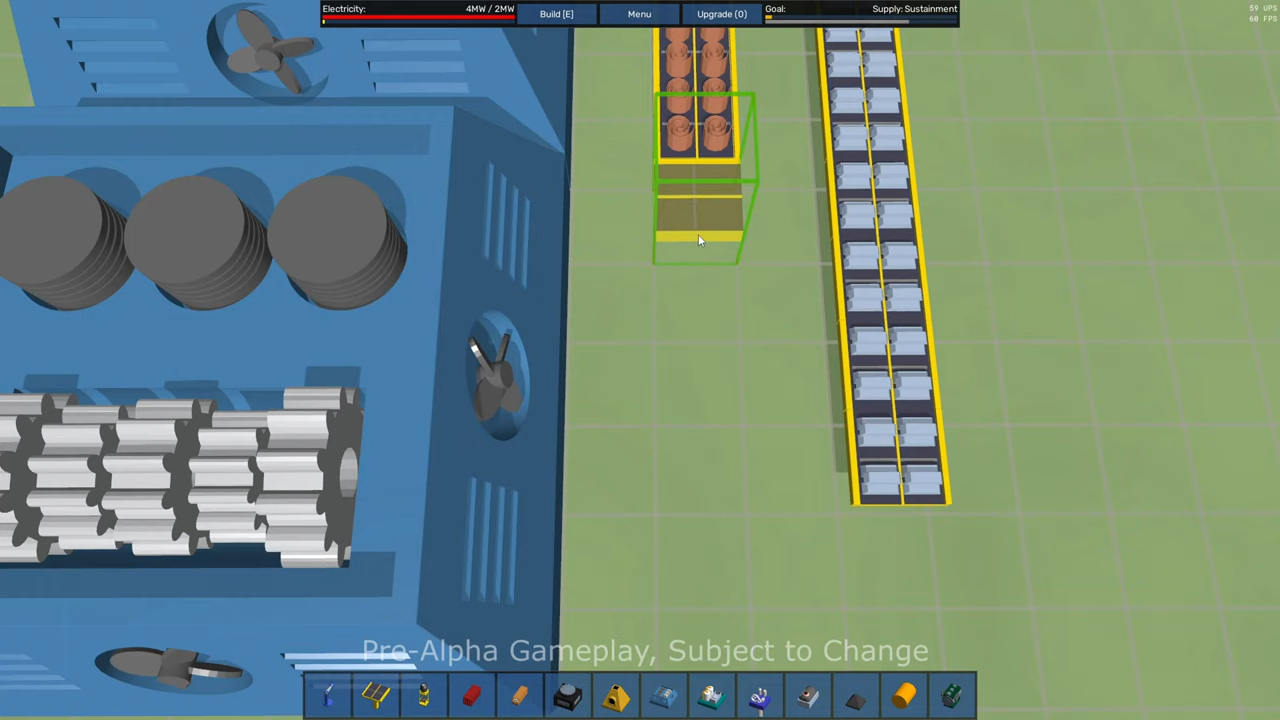 Electricity: 4MW / 2MW Build [E] Menu Upgrade (0) Goal: Supply: Sustainment
59 UPS
60 FPS
Pre-Alpha Gameplay, Subject to Change